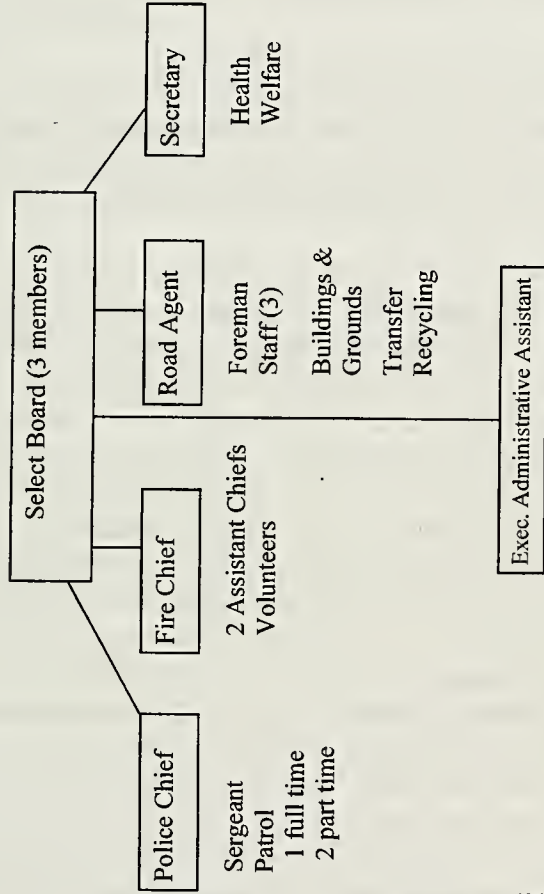 Select Board (3 members)
Police Chief
Sergeant
Patrol
1 full time
2 part time
Fire Chief
2 Assistant Chiefs
Volunteers
Road Agent
Foreman
Staff (3)
Buildings &
Grounds
Transfer
Recycling
Secretary
Health
Welfare
Exec. Administrative Assistant